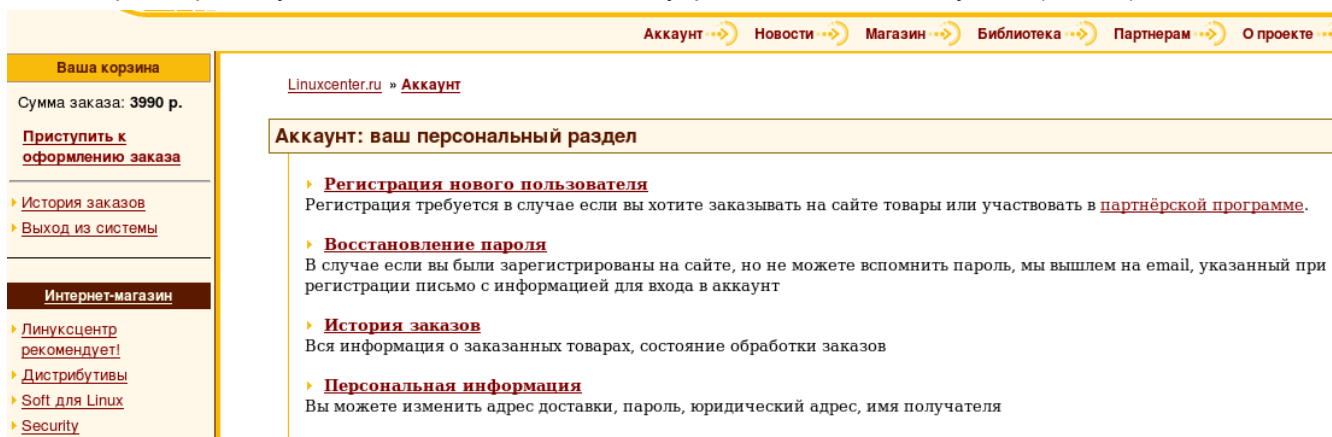 Аккаунт Новости Магазин Библиотека Партнерам О проекте
Ваша корзина
Сумма заказа: 3990 р.
Приступить к
оформлению заказа
История заказов
Выход из системы
Интернет-магазин
Линуксцентр
рекомендует!
Дистрибутивы
Soft для Linux
Security
Linuxcenter.ru » Аккаунт
Аккаунт: ваш персональный раздел
Регистрация нового пользователя
Регистрация требуется в случае если вы хотите заказывать на сайте товары или участвовать в партнёрской программе.
Восстановление пароля
В случае если вы были зарегистрированы на сайте, но не можете вспомнить пароль, мы вышлем на email, указанный при
регистрации письмо с информацией для входа в аккаунт
История заказов
Вся информация о заказанных товарах, состояние обработки заказов
Персональная информация
Вы можете изменить адрес доставки, пароль, юридический адрес, имя получателя